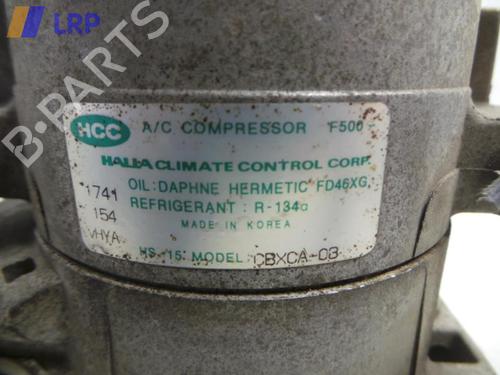 LRP
B-PARTS
HCC A/C COMPRESSOR F500
HALLA CLIMATE CONTROL CORP.
1741 OIL:DAPHNE HERMETIC FD46XG
154 REFRIGERANT : R-134a
VHYA MADE IN KOREA
HS-15 MODEL: CBXCA-03